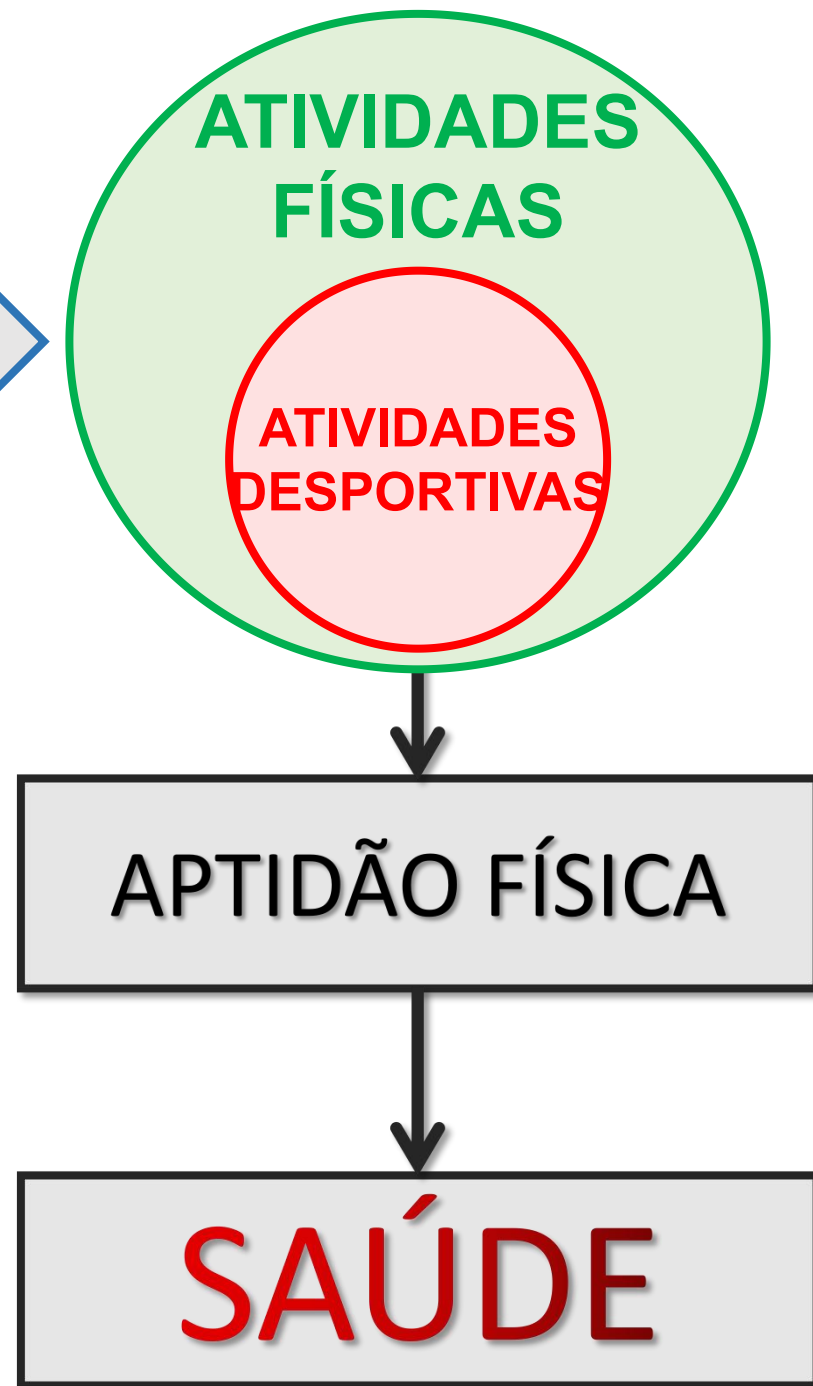 ATIVIDADES
FÍSICAS
ATIVIDADES
DESPORTIVAS
APTIDÃO FÍSICA
SAÚDE